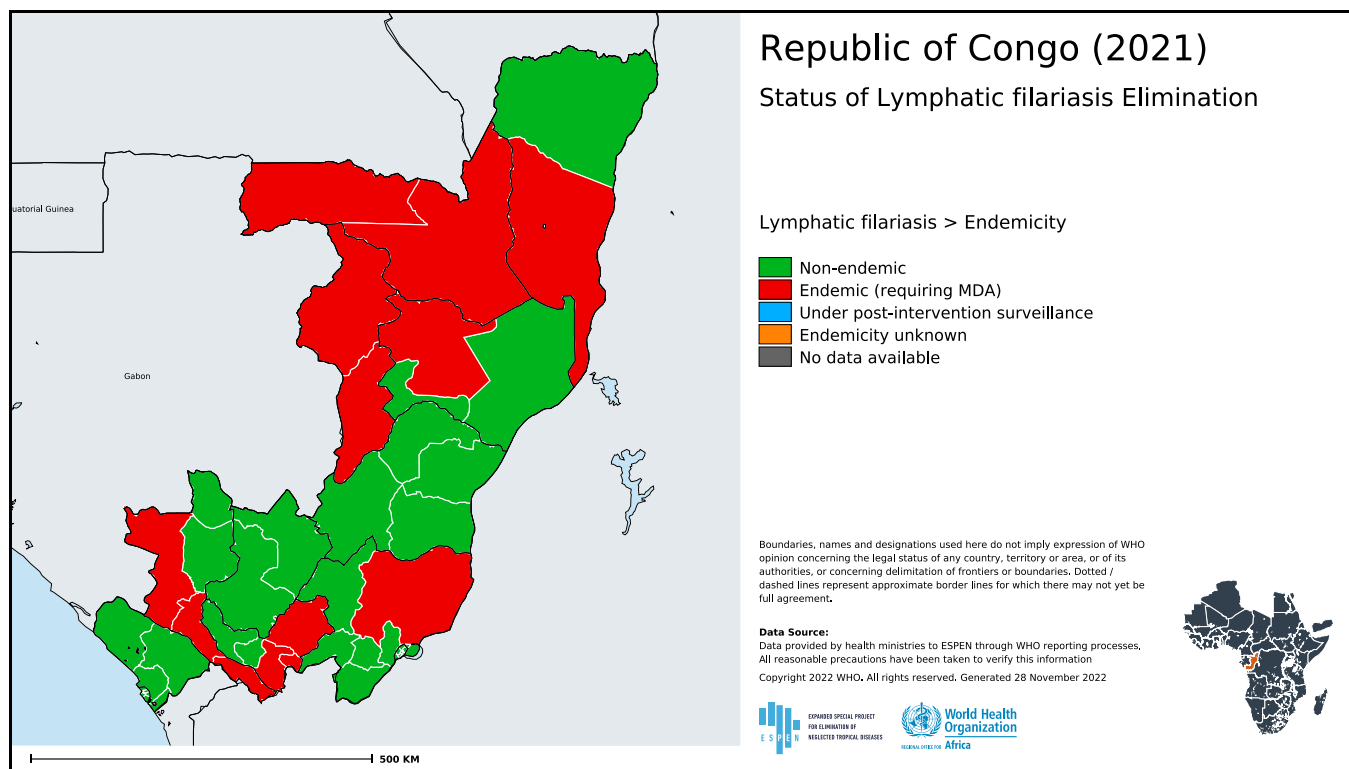 Republic of Congo (2021)
Status of Lymphatic filariasis Elimination
Lymphatic filariasis > Endemicity
Non-endemic
Endemic (requiring MDA)
Under post-intervention surveillance
Endemicity unknown
No data available
uatorial Guinea
Gabon
Boundaries, names and designations used here do not imply expression of WHO
opinion concerning the legal status of any country, territory or area, or of its
authorities, or concerning delimitation of frontiers or boundaries. Dotted /
dashed lines represent approximate border lines for which there may not yet be
full agreement.
Data Source:
Data provided by health ministries to ESPEN through WHO reporting processes.
All reasonable precautions have been taken to verify this information
Copyright 2022 WHO. All rights reserved. Generated 28 November 2022
ESPEN
EXPANDED SPECIAL PROJECT
FOR ELIMINATION OF
NEGLECTED TROPICAL DISEASES
World Health
Organization
REGIONAL OFFICE FOR Africa
500 KM